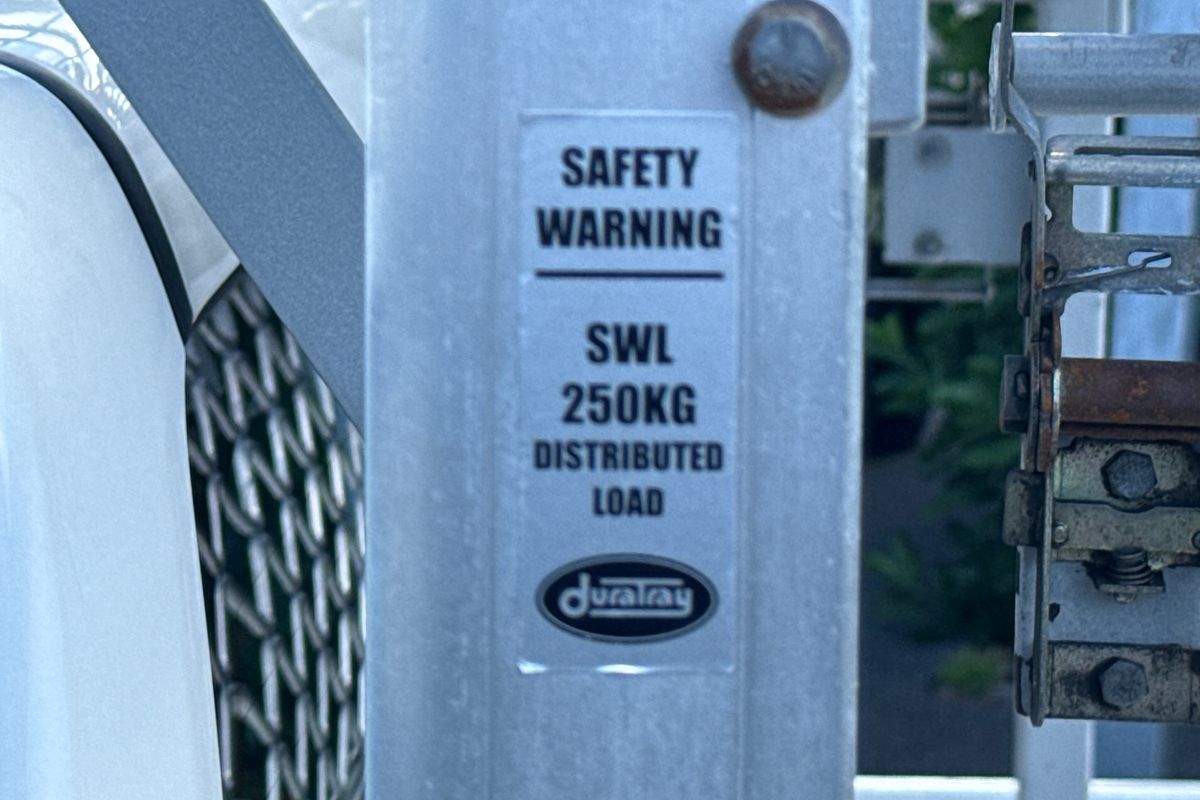 SAFETY
WARNING
SWL
250KG
DISTRIBUTED
LOAD
duraTray